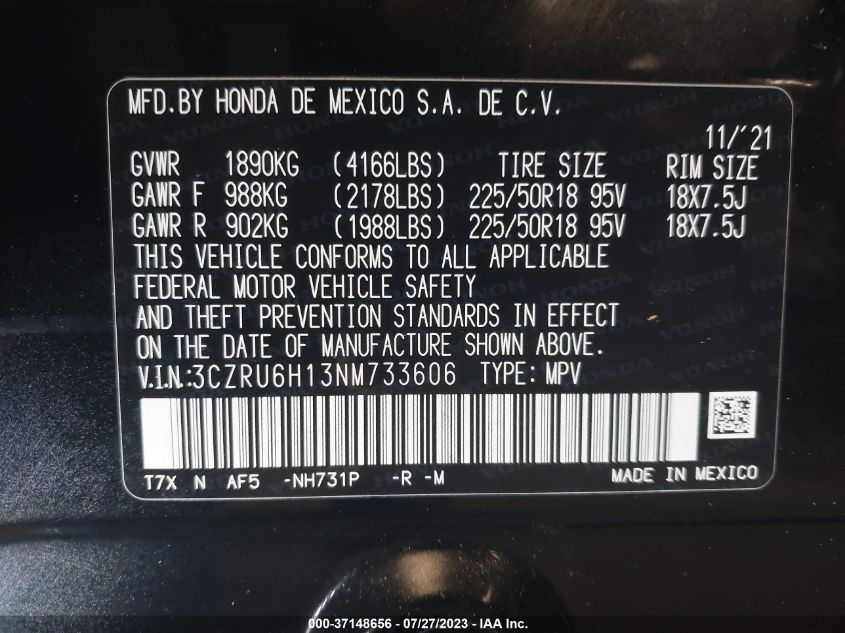 MFD.BY HONDA DE MEXICO S.A. DE C.V.
11/'21
GVWR 1890KG (4166LBS) TIRE SIZE RIM SIZE
GAWR F 988KG (2178LBS) 225/50R18 95V 18X7.5J
GAWR R 902KG (1988LBS) 225/50R18 95V 18X7.5J
THIS VEHICLE CONFORMS TO ALL APPLICABLE
FEDERAL MOTOR VEHICLE SAFETY
AND THEFT PREVENTION STANDARDS IN EFFECT
ON THE DATE OF MANUFACTURE SHOWN ABOVE.
V.I.N.:3CZRU6H13NM733606 TYPE: MPV
T7X N AF5 -NH731P -R -M MADE IN MEXICO
000-37148656 - 07/27/2023 - IAAI Inc.